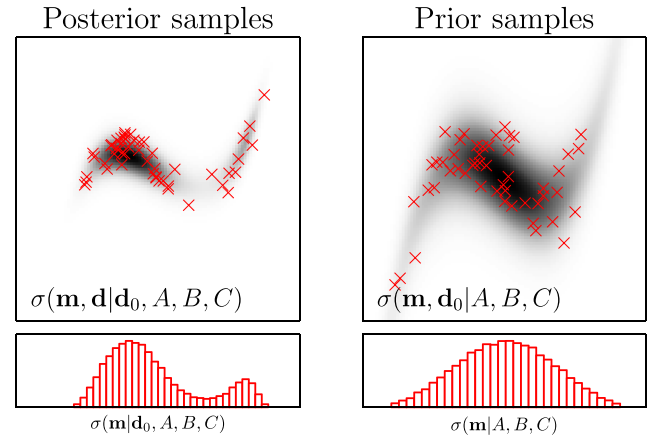 Posterior samples
Prior samples
σ(m, d|d₀, A, B, C)
σ(m, d₀|A, B, C)
σ(m|d₀, A, B, C)
σ(m|A, B, C)